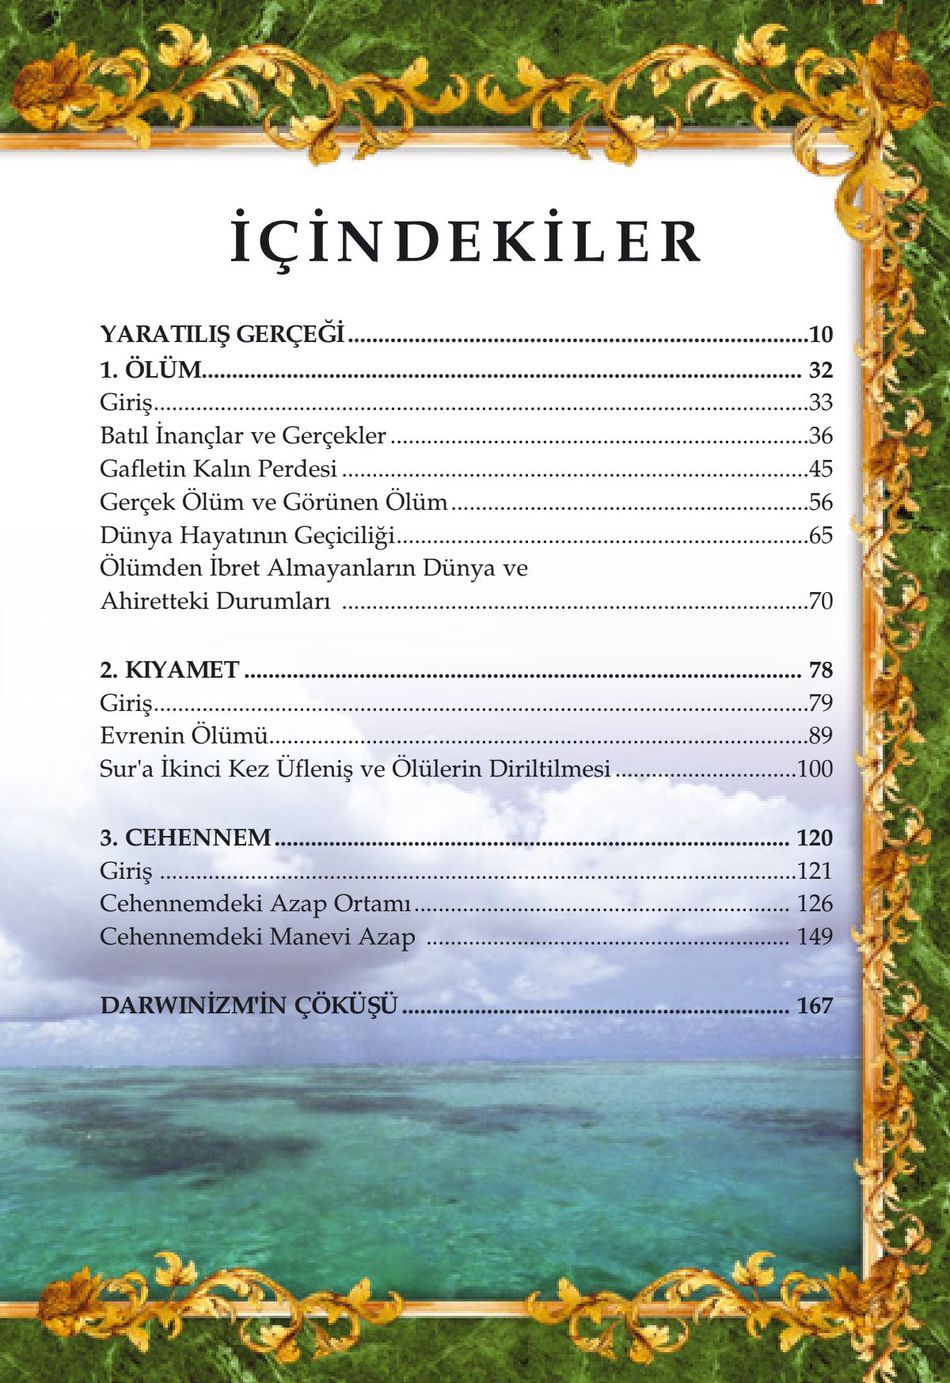 İÇİNDEKİLER
YARATILIŞ GERÇEĞİ...............................................................................10
1. ÖLÜM....................................................................................................... 32
Giriş................................................................................................................33
Batıl İnançlar ve Gerçekler.......................................................................36
Gafletin Kalın Perdesi...............................................................................45
Gerçek Ölüm ve Görünen Ölüm.............................................................56
Dünya Hayatının Geçiciliği......................................................................65
Ölümden İbret Almayanların Dünya ve
Ahiretteki Durumları ...............................................................................70
2. KIYAMET ................................................................................................ 78
Giriş................................................................................................................79
Evrenin Ölümü............................................................................................89
Sur'a İkinci Kez Üfleniş ve Ölülerin Diriltilmesi...............................100
3. CEHENNEM........................................................................................ 120
Giriş ............................................................................................................121
Cehennemdeki Azap Ortamı................................................................ 126
Cehennemdeki Manevi Azap .............................................................. 149
DARWINİZM'İN ÇÖKÜŞÜ.................................................................. 167